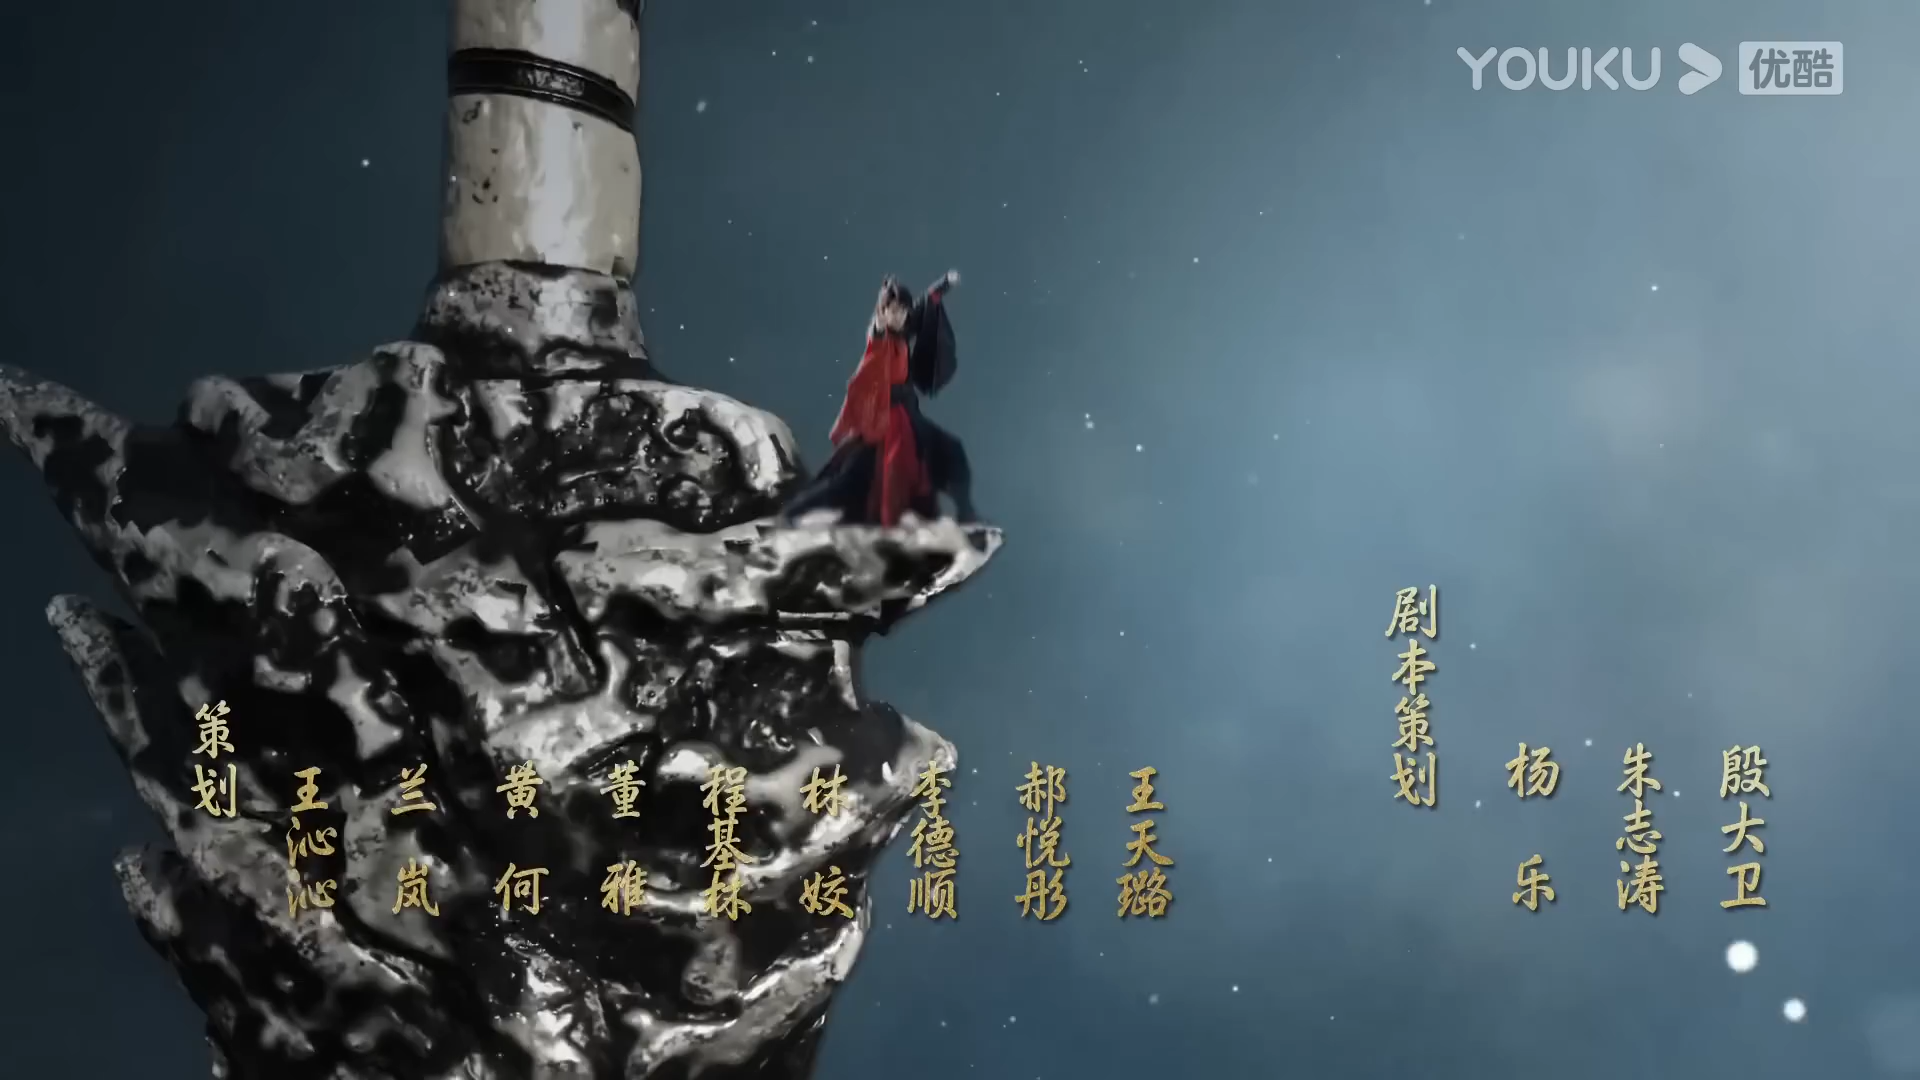 YOUKU 优酷
策划
王沁沁
兰岚
黄何
董雅
程基林
林姣
李德顺
郝悦彤
王天璐
剧本策划
杨乐
朱志涛
殷大卫